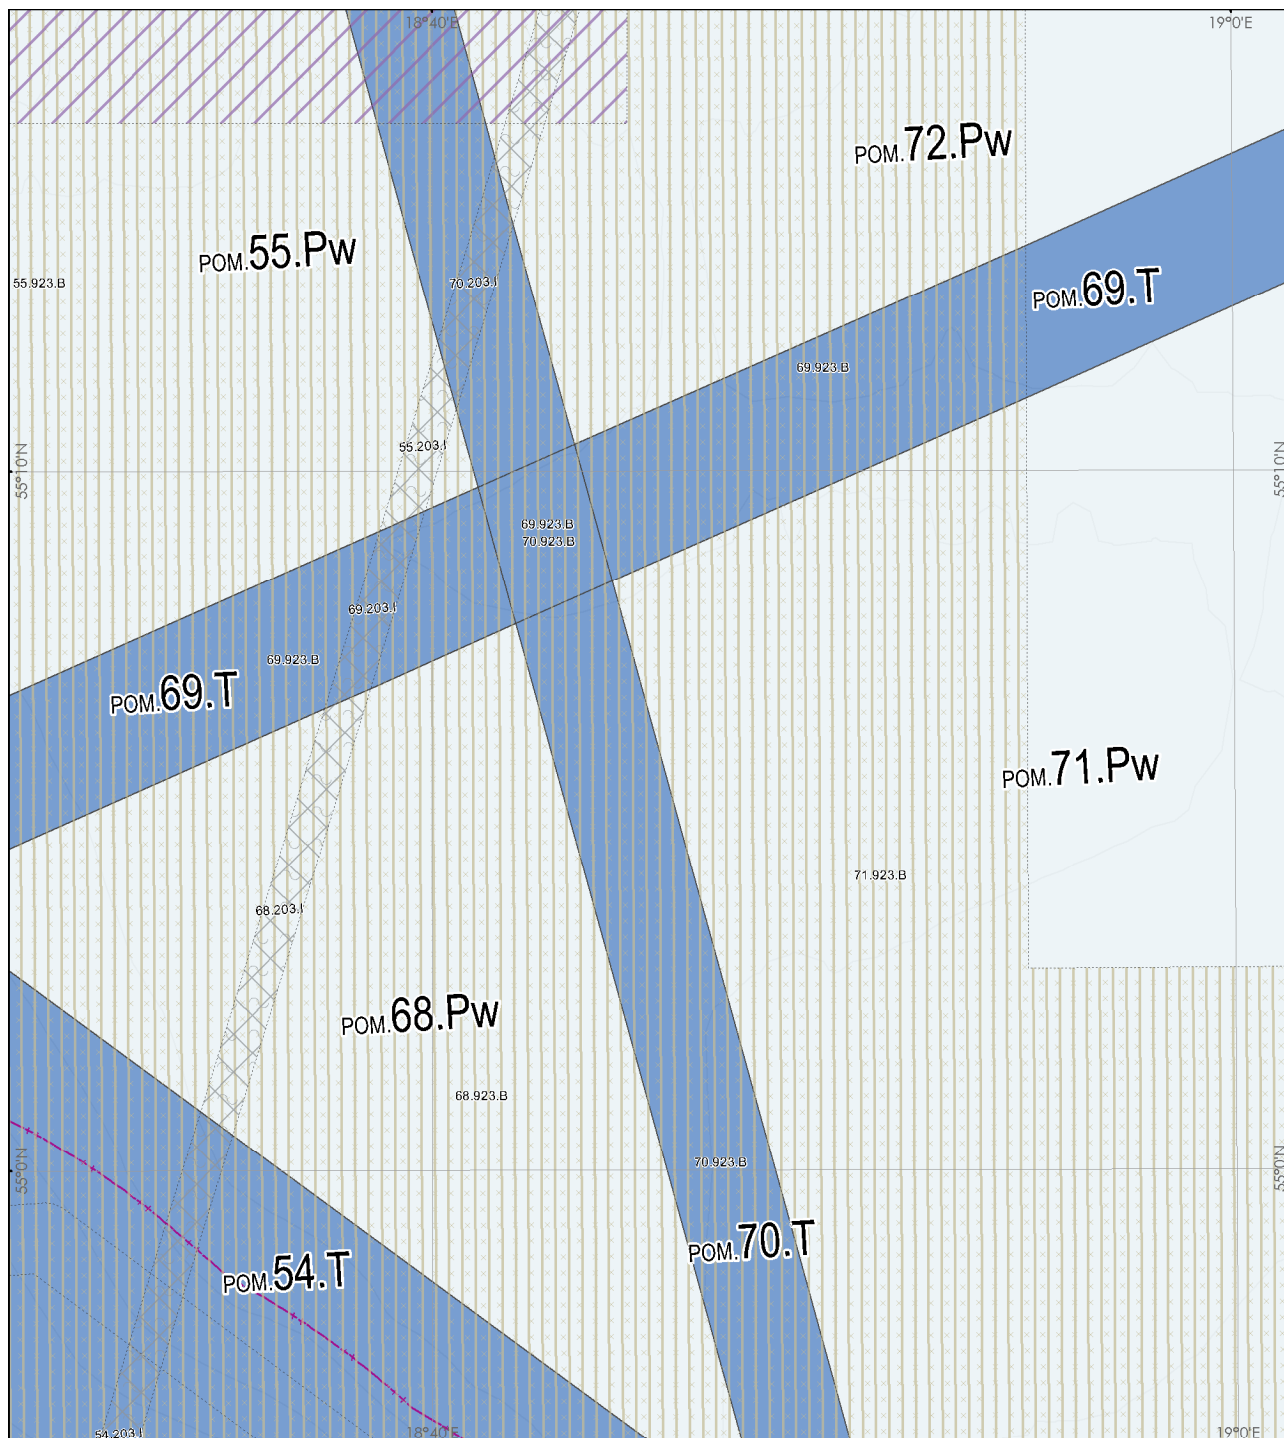 18°40'E
19°0'E
POM.72.Pw
POM.55.Pw
55.923.B
70.203.I
POM.69.T
69.923.B
55.203.I
55°10'N
55°10'N
69.923.B
70.923.B
69.203.I
69.923.B
POM.69.T
POM.71.Pw
71.923.B
68.203.I
POM.68.Pw
68.923.B
70.923.B
55°0'N
55°0'N
POM.70.T
POM.54.T
54.203.I
18°40'E
19°0'E